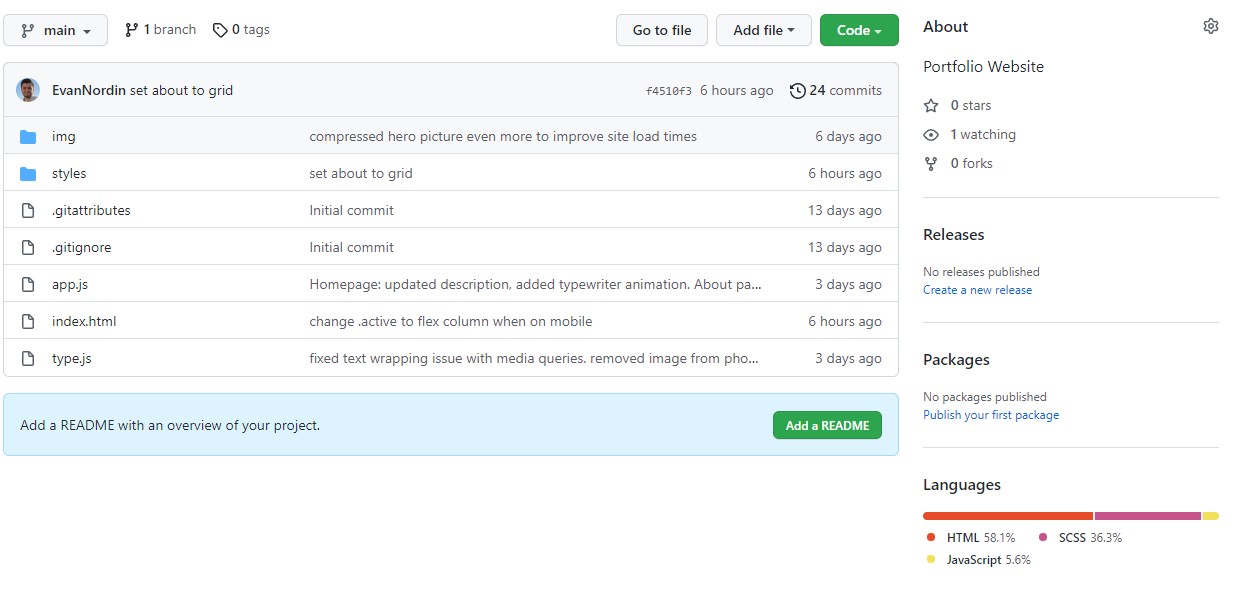 main
1 branch
0 tags
Go to file
Add file
Code
EvanNordin set about to grid
f4510f3 6 hours ago
24 commits
img
compressed hero picture even more to improve site load times
6 days ago
styles
set about to grid
6 hours ago
.gitattributes
Initial commit
13 days ago
.gitignore
Initial commit
13 days ago
app.js
Homepage: updated description, added typewriter animation. About pa...
3 days ago
index.html
change .active to flex column when on mobile
6 hours ago
type.js
fixed text wrapping issue with media queries. removed image from pho...
3 days ago
Add a README with an overview of your project.
Add a README
About
Portfolio Website
0 stars
1 watching
0 forks
Releases
No releases published
Create a new release
Packages
No packages published
Publish your first package
Languages
HTML 58.1%
SCSS 36.3%
JavaScript 5.6%